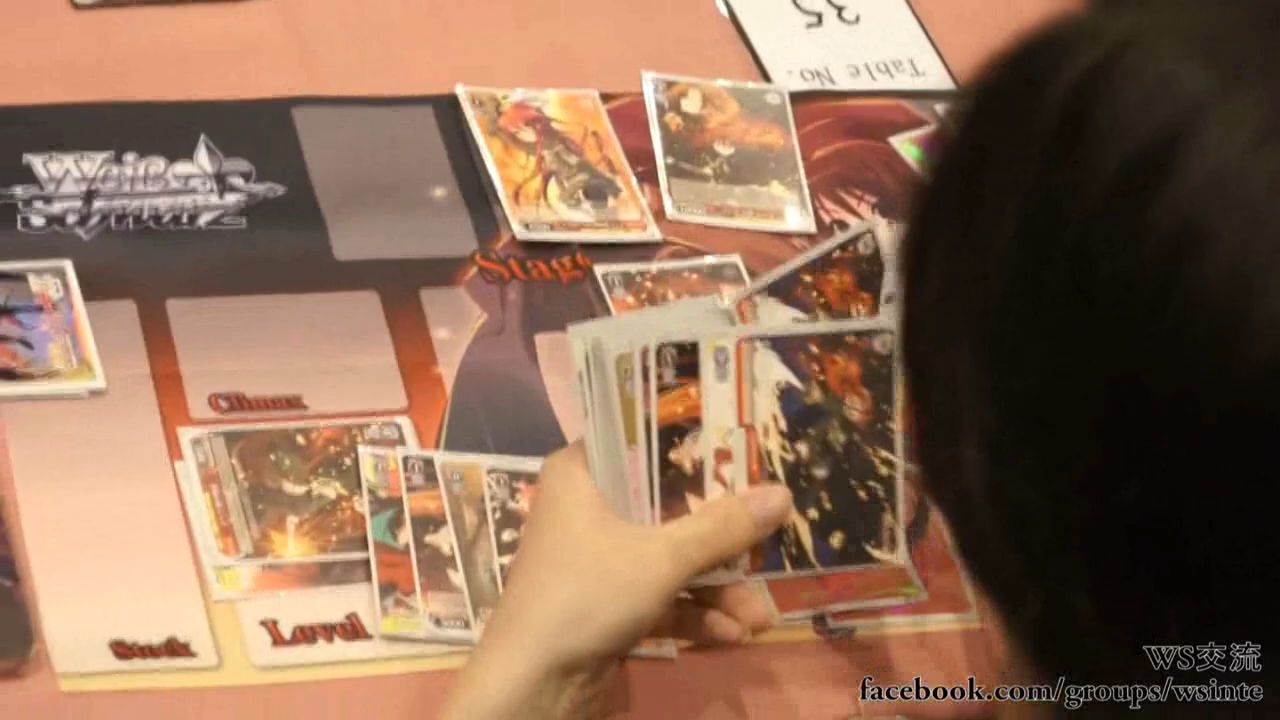 35
Table No.
Weiß
Schwarz
Stage
Climax
Level
Stock
WS交流
facebook.com/groups/wsinte